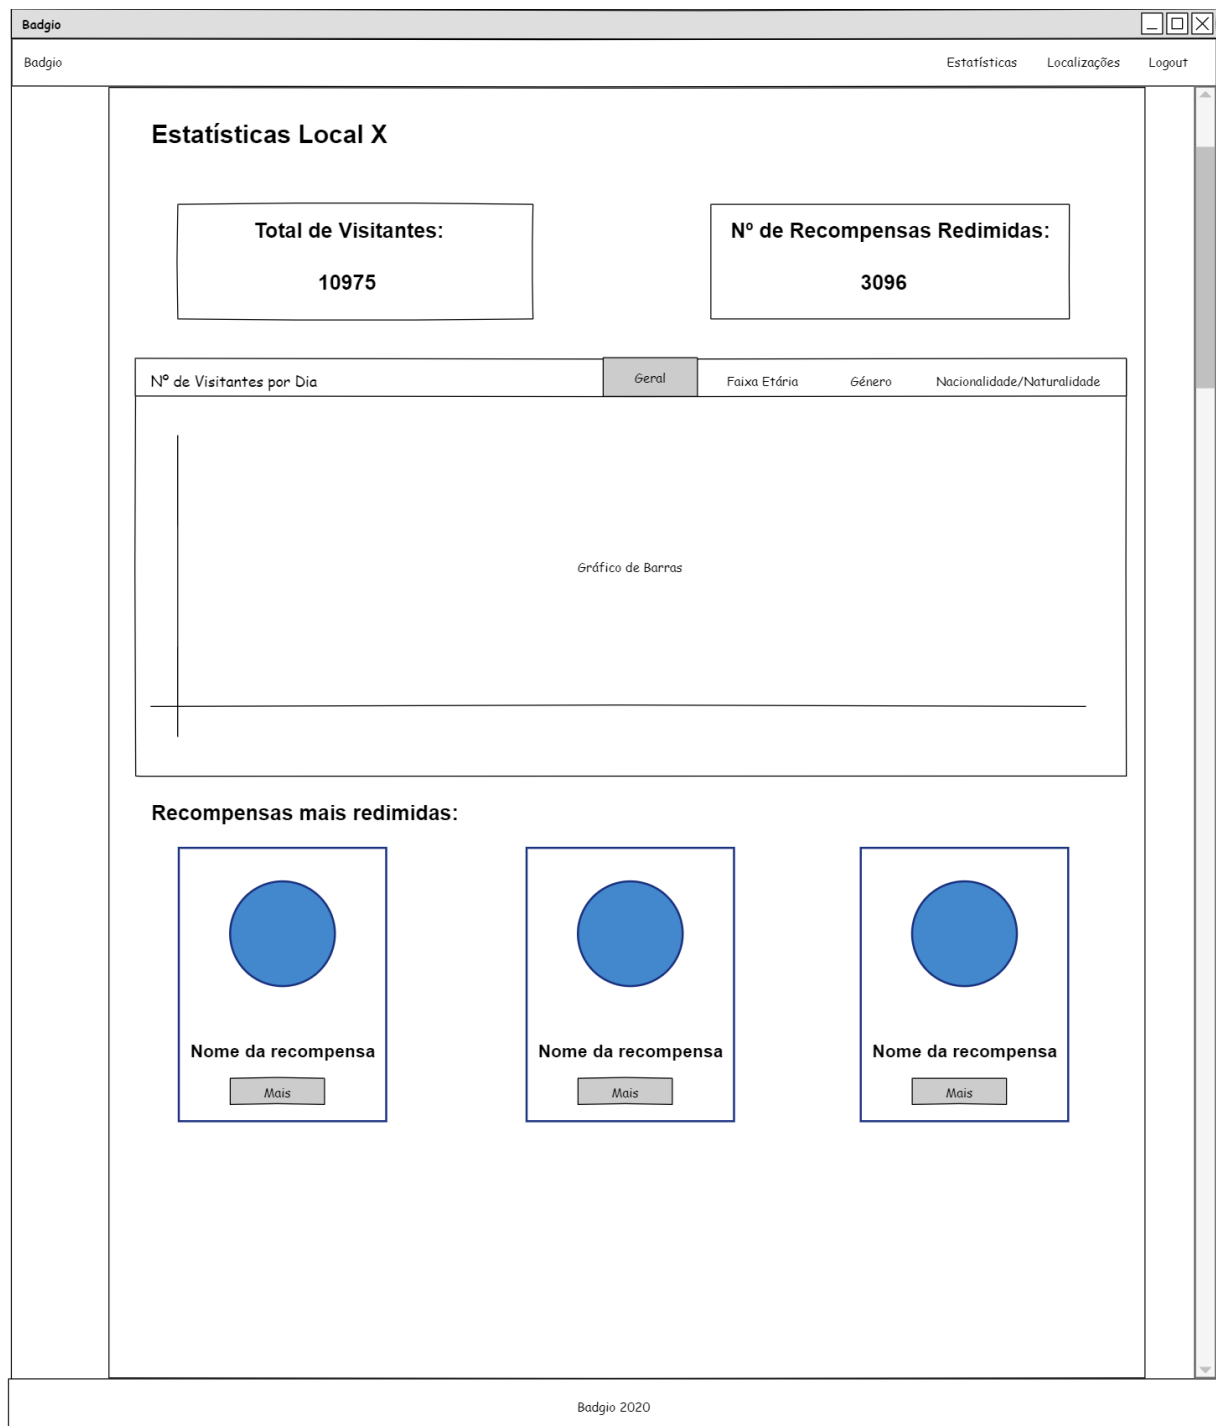 Badgio
Badgio Estatísticas Localizações Logout
Estatísticas Local X
Total de Visitantes:
10975
Nº de Recompensas Redimidas:
3096
Nº de Visitantes por Dia Geral Faixa Etária Género Nacionalidade/Naturalidade
Gráfico de Barras
Recompensas mais redimidas:
Nome da recompensa
Mais
Nome da recompensa
Mais
Nome da recompensa
Mais
Badgio 2020